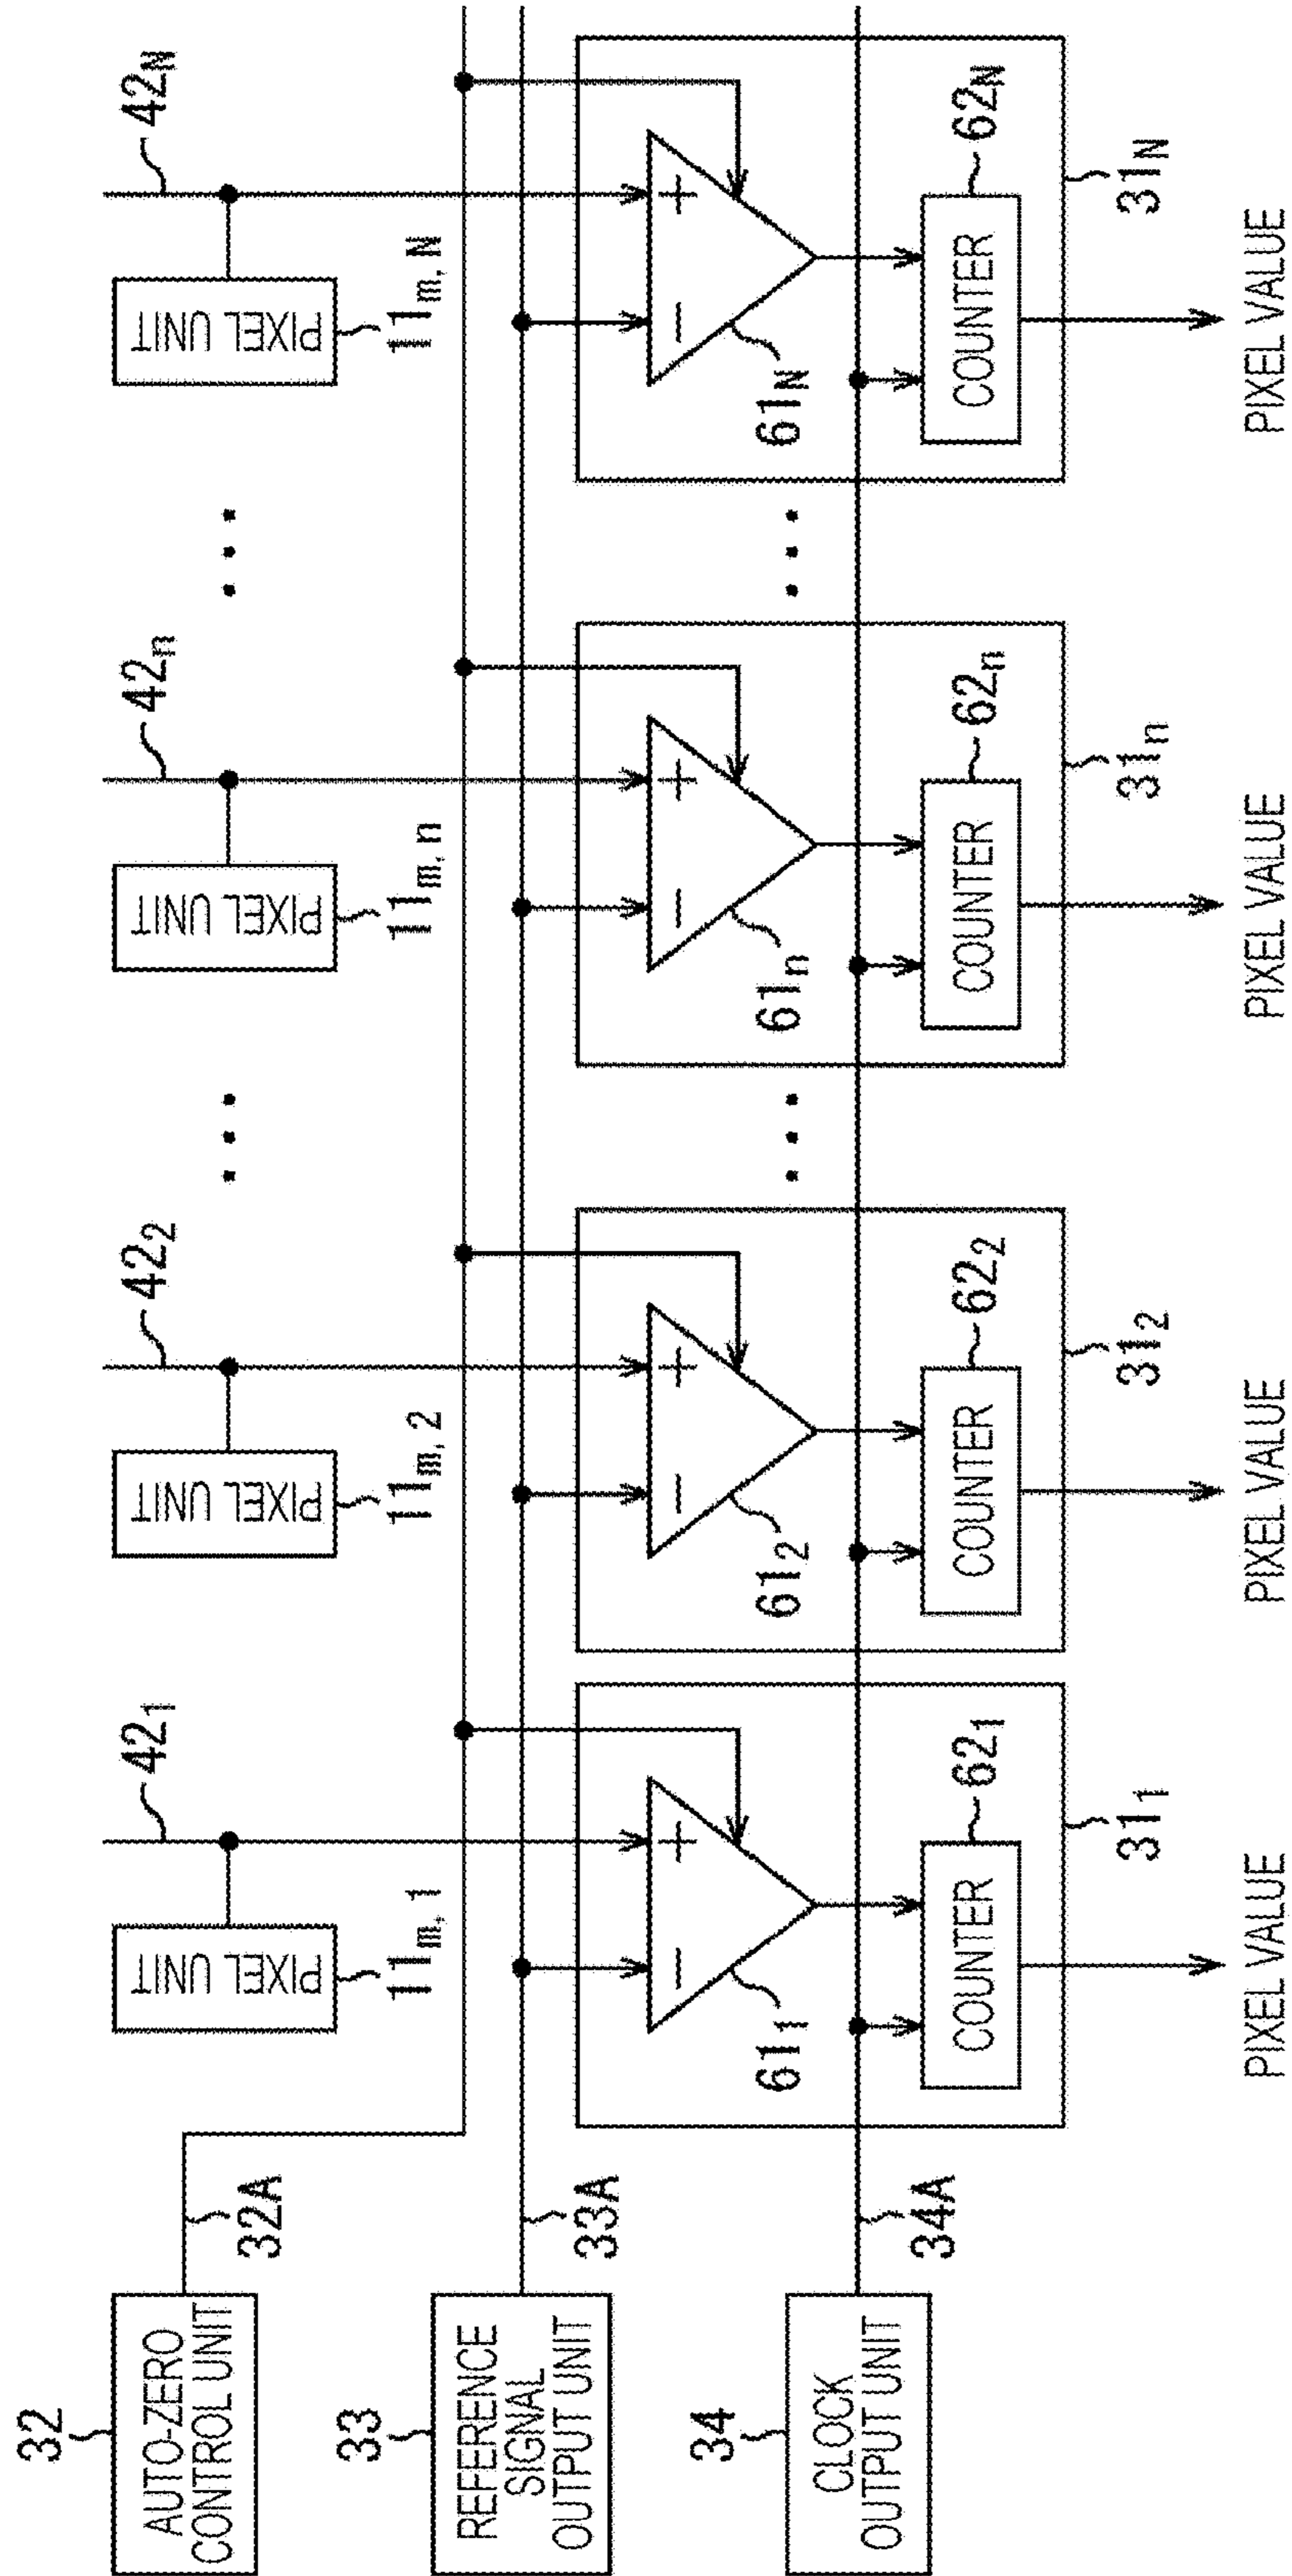 32
AUTO-ZERO
CONTROL UNIT
32A
33
REFERENCE
SIGNAL
OUTPUT UNIT
33A
34
CLOCK
OUTPUT UNIT
34A
42₁
PIXEL UNIT
11m, 1
+
−
61₁
COUNTER
62₁
31₁
PIXEL VALUE
42₂
PIXEL UNIT
11m, 2
+
−
61₂
COUNTER
62₂
31₂
PIXEL VALUE
...
...
42n
PIXEL UNIT
11m, n
+
−
61n
COUNTER
62n
31n
PIXEL VALUE
...
...
42N
PIXEL UNIT
11m, N
+
−
61N
COUNTER
62N
31N
PIXEL VALUE